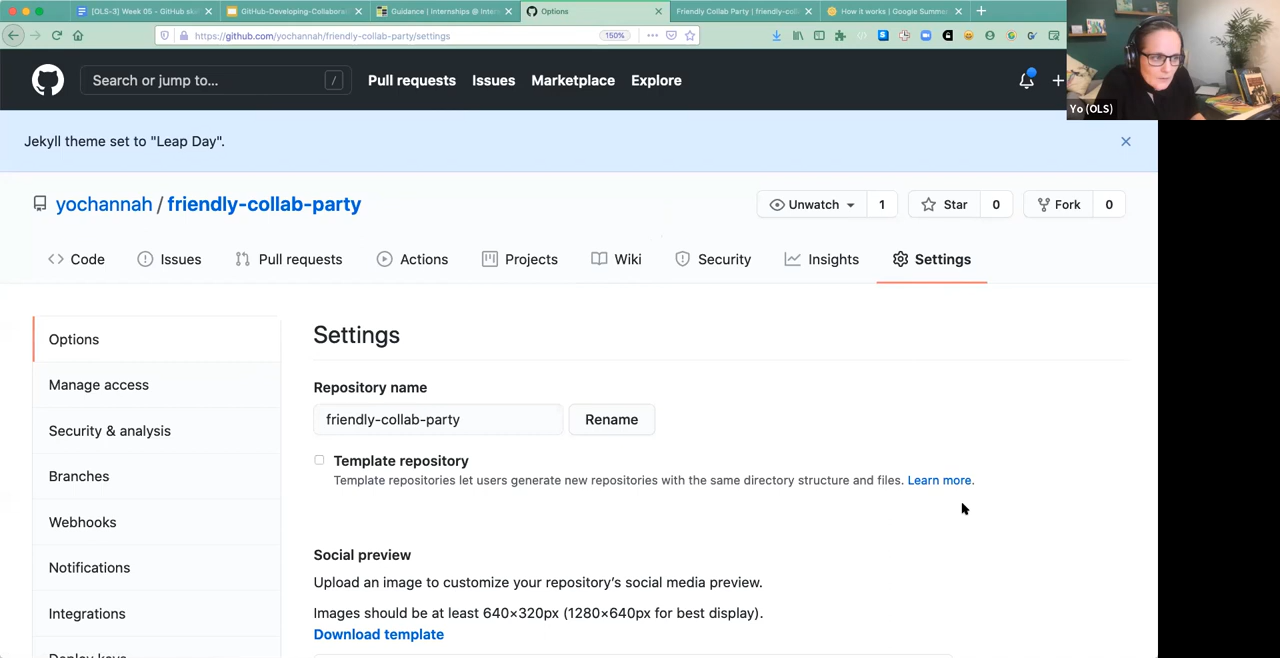 [OLS-3] Week 05 - GitHub sk
GitHub-Developing-Collabora
Guidance | Internships @ Inter
Options
Friendly Collab Party | friendly-col
How it works | Google Summe
https://github.com/yochannah/friendly-collab-party/settings
150%
Search or jump to...
/
Pull requests
Issues
Marketplace
Explore
Yo (OLS)
Jekyll theme set to "Leap Day".
yochannah / friendly-collab-party
Unwatch
1
Star
0
Fork
0
Code
Issues
Pull requests
Actions
Projects
Wiki
Security
Insights
Settings
Options
Manage access
Security & analysis
Branches
Webhooks
Notifications
Integrations
Deploy keys
Settings
Repository name
friendly-collab-party
Rename
Template repository
Template repositories let users generate new repositories with the same directory structure and files. Learn more.
Social preview
Upload an image to customize your repository's social media preview.
Images should be at least 640×320px (1280×640px for best display).
Download template